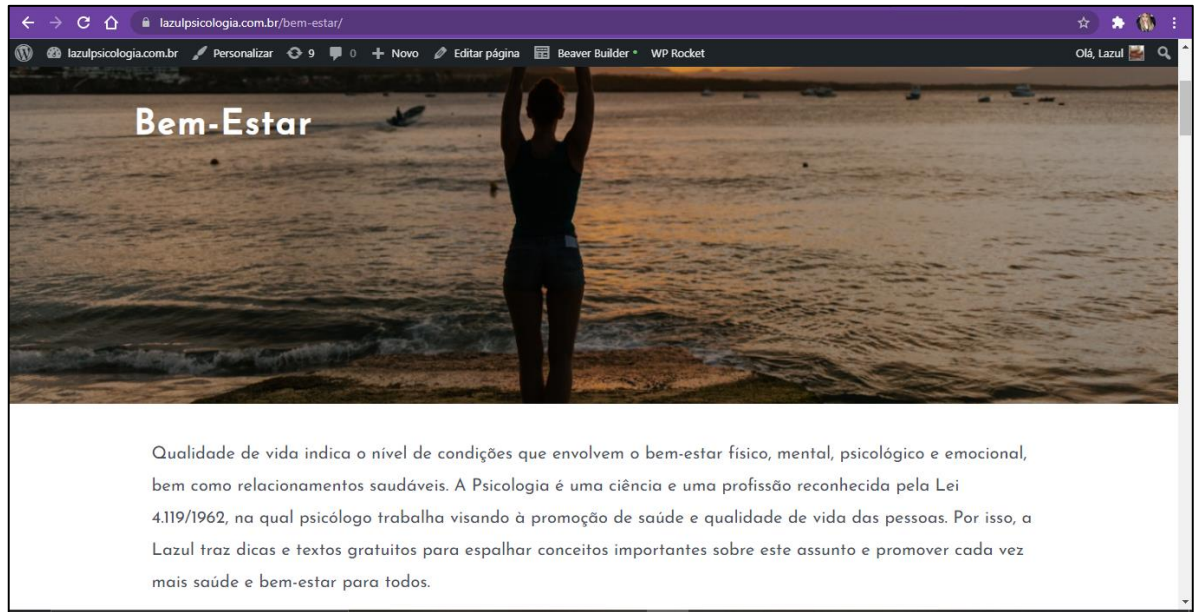 lazulpsicologia.com.br/bem-estar/
lazulpsicologia.com.br Personalizar 9 0 + Novo Editar página Beaver Builder WP Rocket Olá, Lazul
Bem-Estar
Qualidade de vida indica o nível de condições que envolvem o bem-estar físico, mental, psicológico e emocional,
bem como relacionamentos saudáveis. A Psicologia é uma ciência e uma profissão reconhecida pela Lei
4.119/1962, na qual psicólogo trabalha visando à promoção de saúde e qualidade de vida das pessoas. Por isso, a
Lazul traz dicas e textos gratuitos para espalhar conceitos importantes sobre este assunto e promover cada vez
mais saúde e bem-estar para todos.